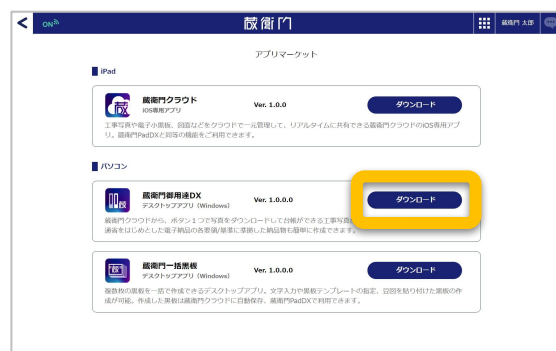 ON
蔵衛門
蔵衛門 太郎
アプリマーケット
iPad
蔵衛門クラウド
iOS専用アプリ
Ver. 1.0.0
ダウンロード
工事写真や電子小黒板、図面などをクラウドで一元管理して、リアルタイムに共有できる蔵衛門クラウドのiOS専用アプ
リ。蔵衛門PadDXと同等の機能をご利用できます。
パソコン
蔵衛門御用達DX
デスクトップアプリ (Windows)
Ver. 1.0.0.0
ダウンロード
蔵衛門クラウドから、ボタン1つで写真をダウンロードして台帳ができる工事写真
通省をはじめとした電子納品の各要領/基準に準拠した納品物も簡単に作成できます。
蔵衛門一括黒板
デスクトップアプリ (Windows)
Ver. 1.0.0.0
ダウンロード
複数枚の黒板を一括で作成できるデスクトップアプリ。文字入力や黒板テンプレートの指定、豆図を貼り付けた黒板の作
成が可能。作成した黒板は蔵衛門クラウドに自動保存、蔵衛門PadDXで利用できます。